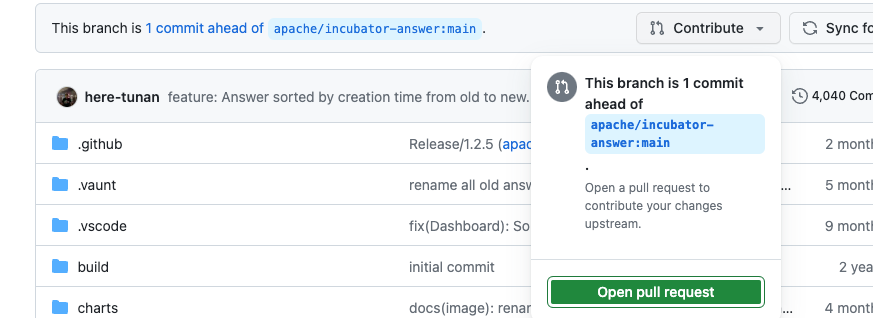 This branch is 1 commit ahead of apache/incubator-answer:main .
Contribute
Sync fo
here-tunan feature: Answer sorted by creation time from old to new.
4,040 Com
This branch is 1 commit
ahead of
apache/incubator-
answer:main
.
Open a pull request to
contribute your changes
upstream.
Open pull request
.github Release/1.2.5 (apac 2 month
.vaunt rename all old answ ... 5 month
.vscode fix(Dashboard): So 9 month
build initial commit 2 yea
charts docs(image): renar ... 4 month